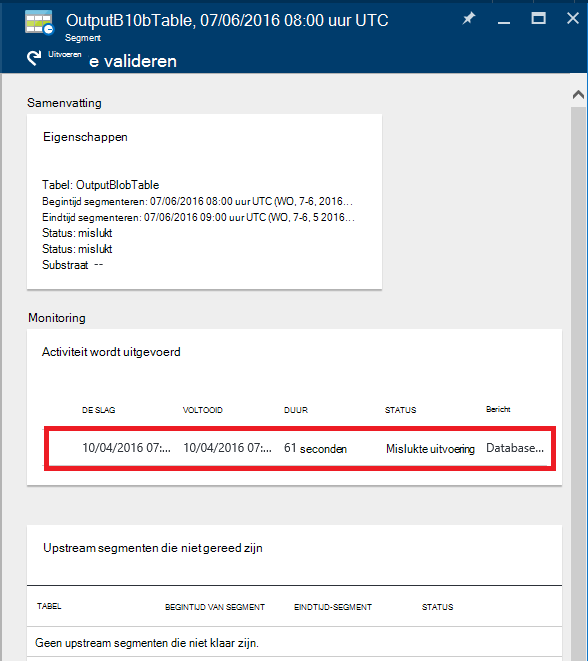 OutputB10bTable, 07/06/2016 08:00 uur UTC
Segment
Uitvoeren e valideren
Samenvatting
Eigenschappen
Tabel: OutputBlobTable
Begintijd segmenteren: 07/06/2016 08:00 uur UTC (WO, 7-6, 2016...
Eindtijd segmenteren: 07/06/2016 09:00 uur UTC (WO, 7-6, 5 2016...
Status: mislukt
Status: mislukt
Substraat --
Monitoring
Activiteit wordt uitgevoerd
DE SLAG VOLTOOID DUUR STATUS Bericht
10/04/2016 07:... 10/04/2016 07:... 61 seconden Mislukte uitvoering Database...
Upstream segmenten die niet gereed zijn
TABEL BEGINTIJD VAN SEGMENT EINDTIJD-SEGMENT STATUS
Geen upstream segmenten die niet klaar zijn.